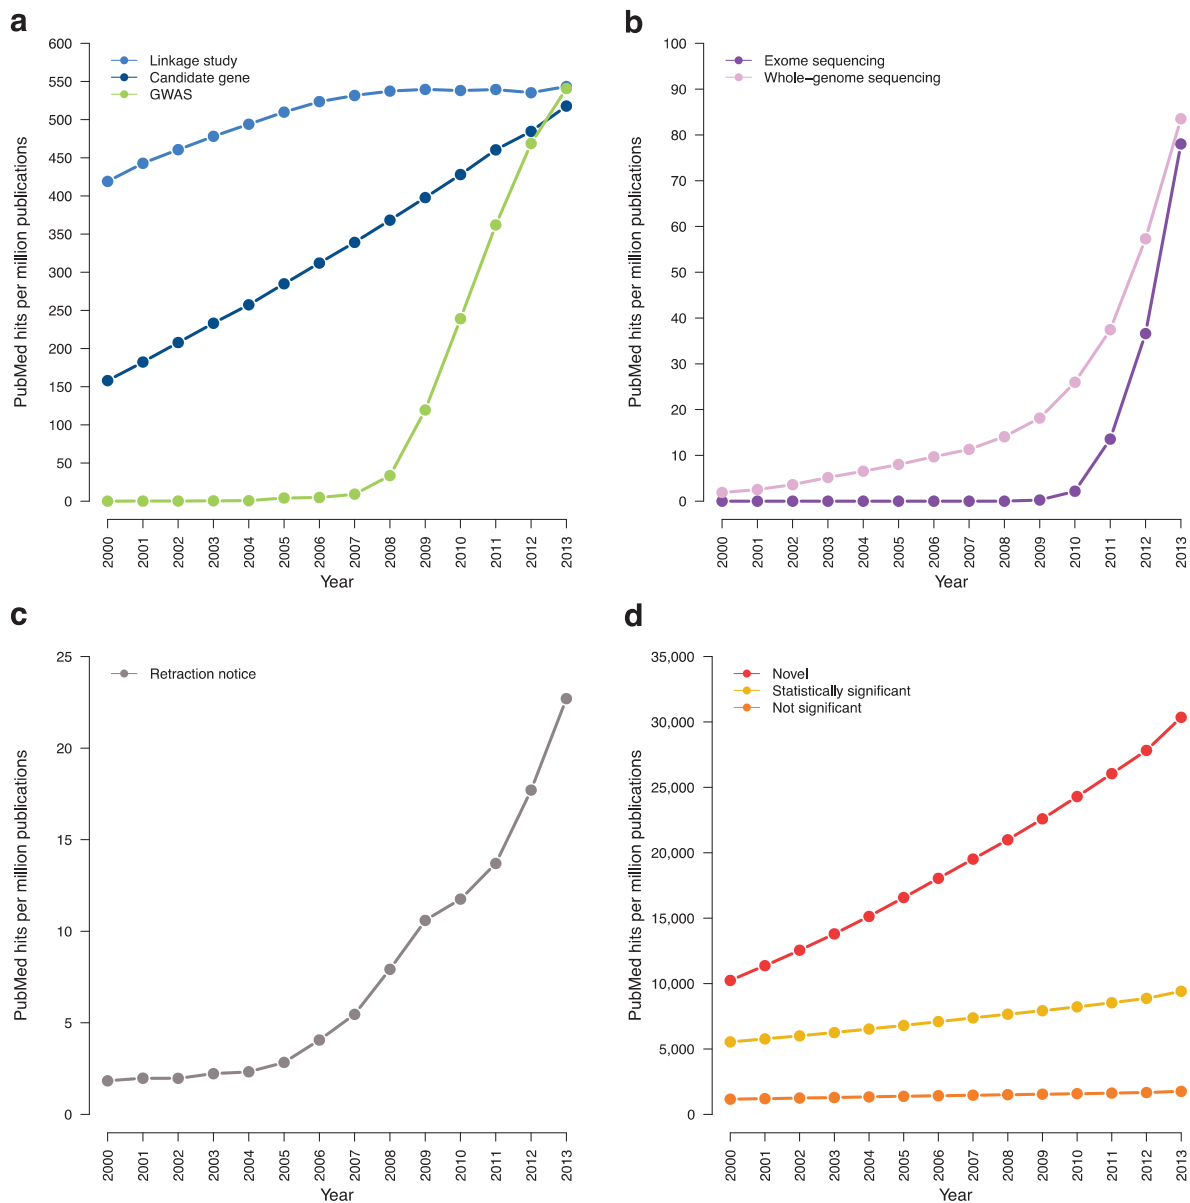 a
600
550
500
450
400
350
300
250
200
150
100
50
0
PubMed hits per million publications
Linkage study
Candidate gene
GWAS
2000 2001 2002 2003 2004 2005 2006 2007 2008 2009 2010 2011 2012 2013
Year
b
100
90
80
70
60
50
40
30
20
10
0
PubMed hits per million publications
Exome sequencing
Whole–genome sequencing
2000 2001 2002 2003 2004 2005 2006 2007 2008 2009 2010 2011 2012 2013
Year
c
25
20
15
10
5
0
PubMed hits per million publications
Retraction notice
2000 2001 2002 2003 2004 2005 2006 2007 2008 2009 2010 2011 2012 2013
Year
d
35,000
30,000
25,000
20,000
15,000
10,000
5,000
0
PubMed hits per million publications
Novel
Statistically significant
Not significant
2000 2001 2002 2003 2004 2005 2006 2007 2008 2009 2010 2011 2012 2013
Year